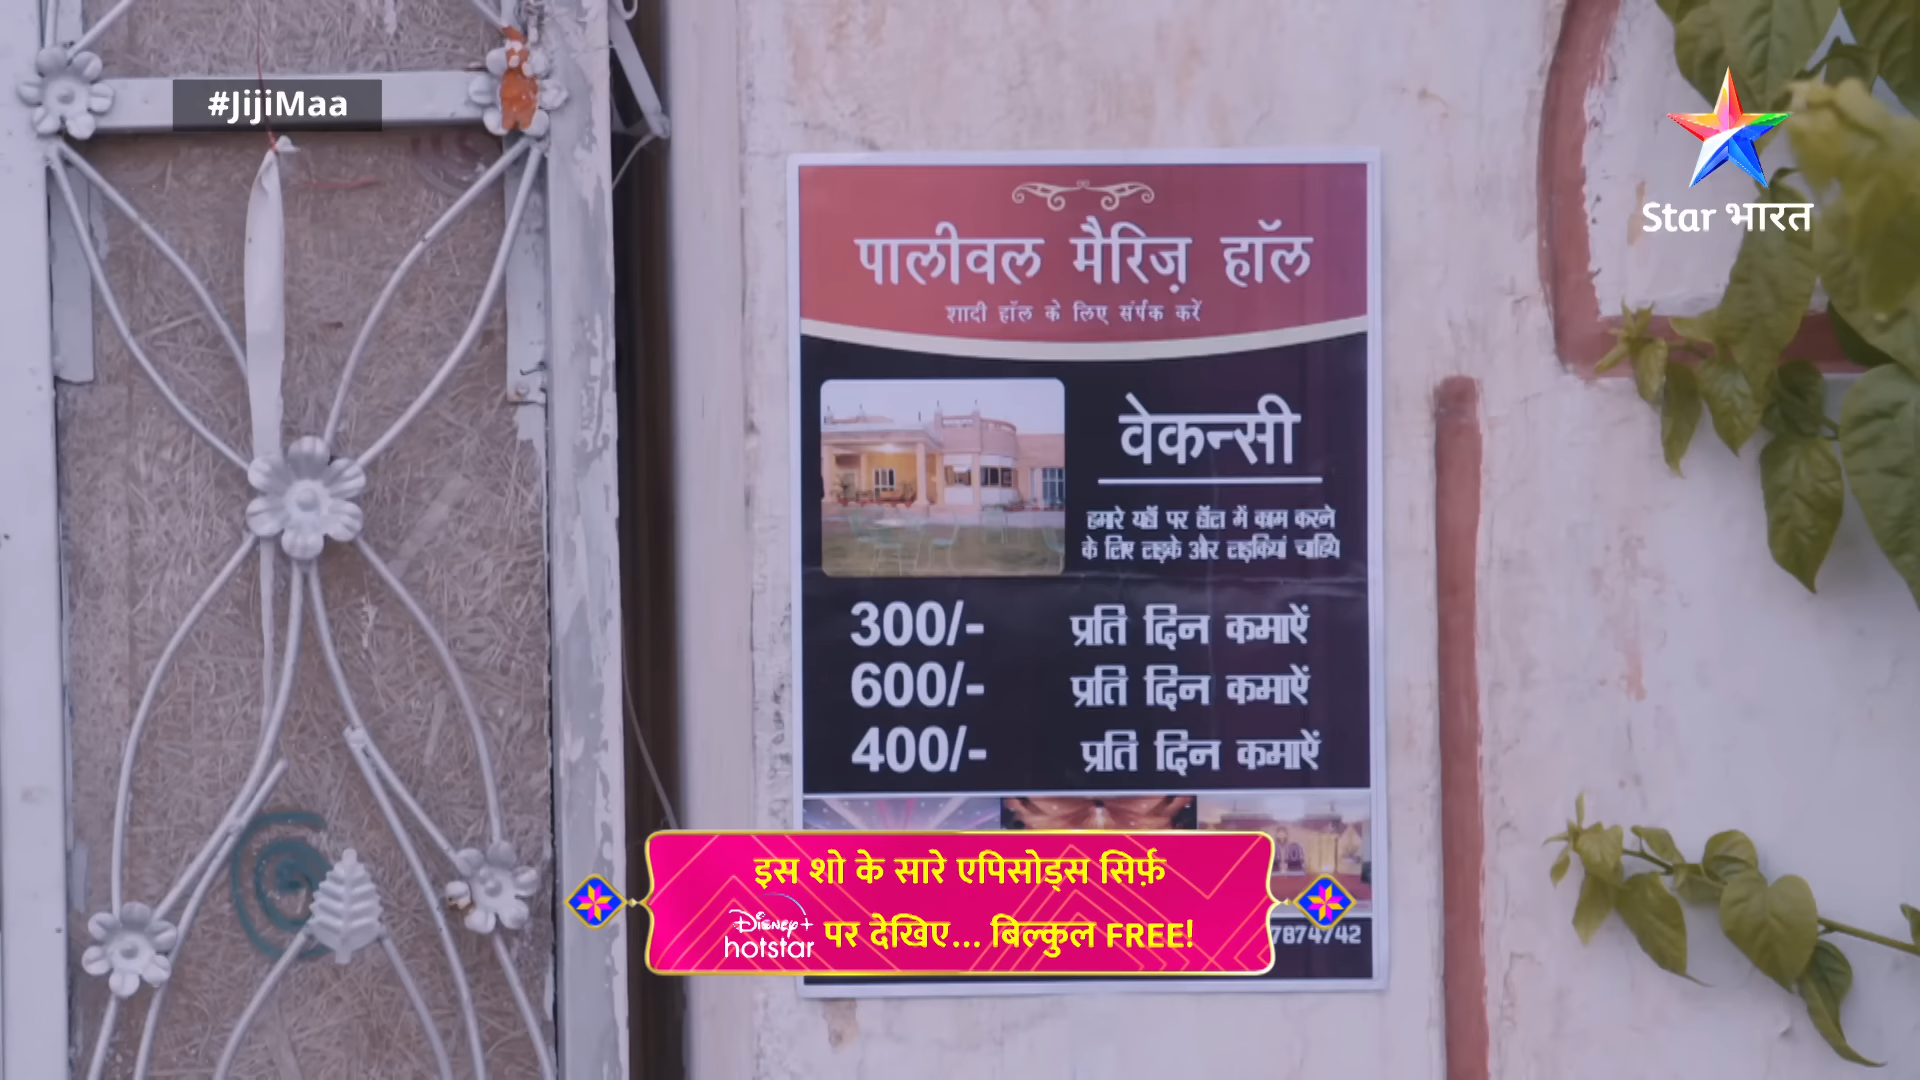 #JijiMaa
Star भारत
पालीवल मैरिज़ हॉल
शादी हॉल के लिए संर्पक करें
वेकन्सी
हमारे यहाँ पर हॉल में काम करने
के लिए लड़के और लड़कियां चाहिये
300/- प्रति दिन कमाऐं
600/- प्रति दिन कमाऐं
400/- प्रति दिन कमाऐं
इस शो के सारे एपिसोड्स सिर्फ़
Disney+ hotstar पर देखिए... बिल्कुल FREE!
7874742